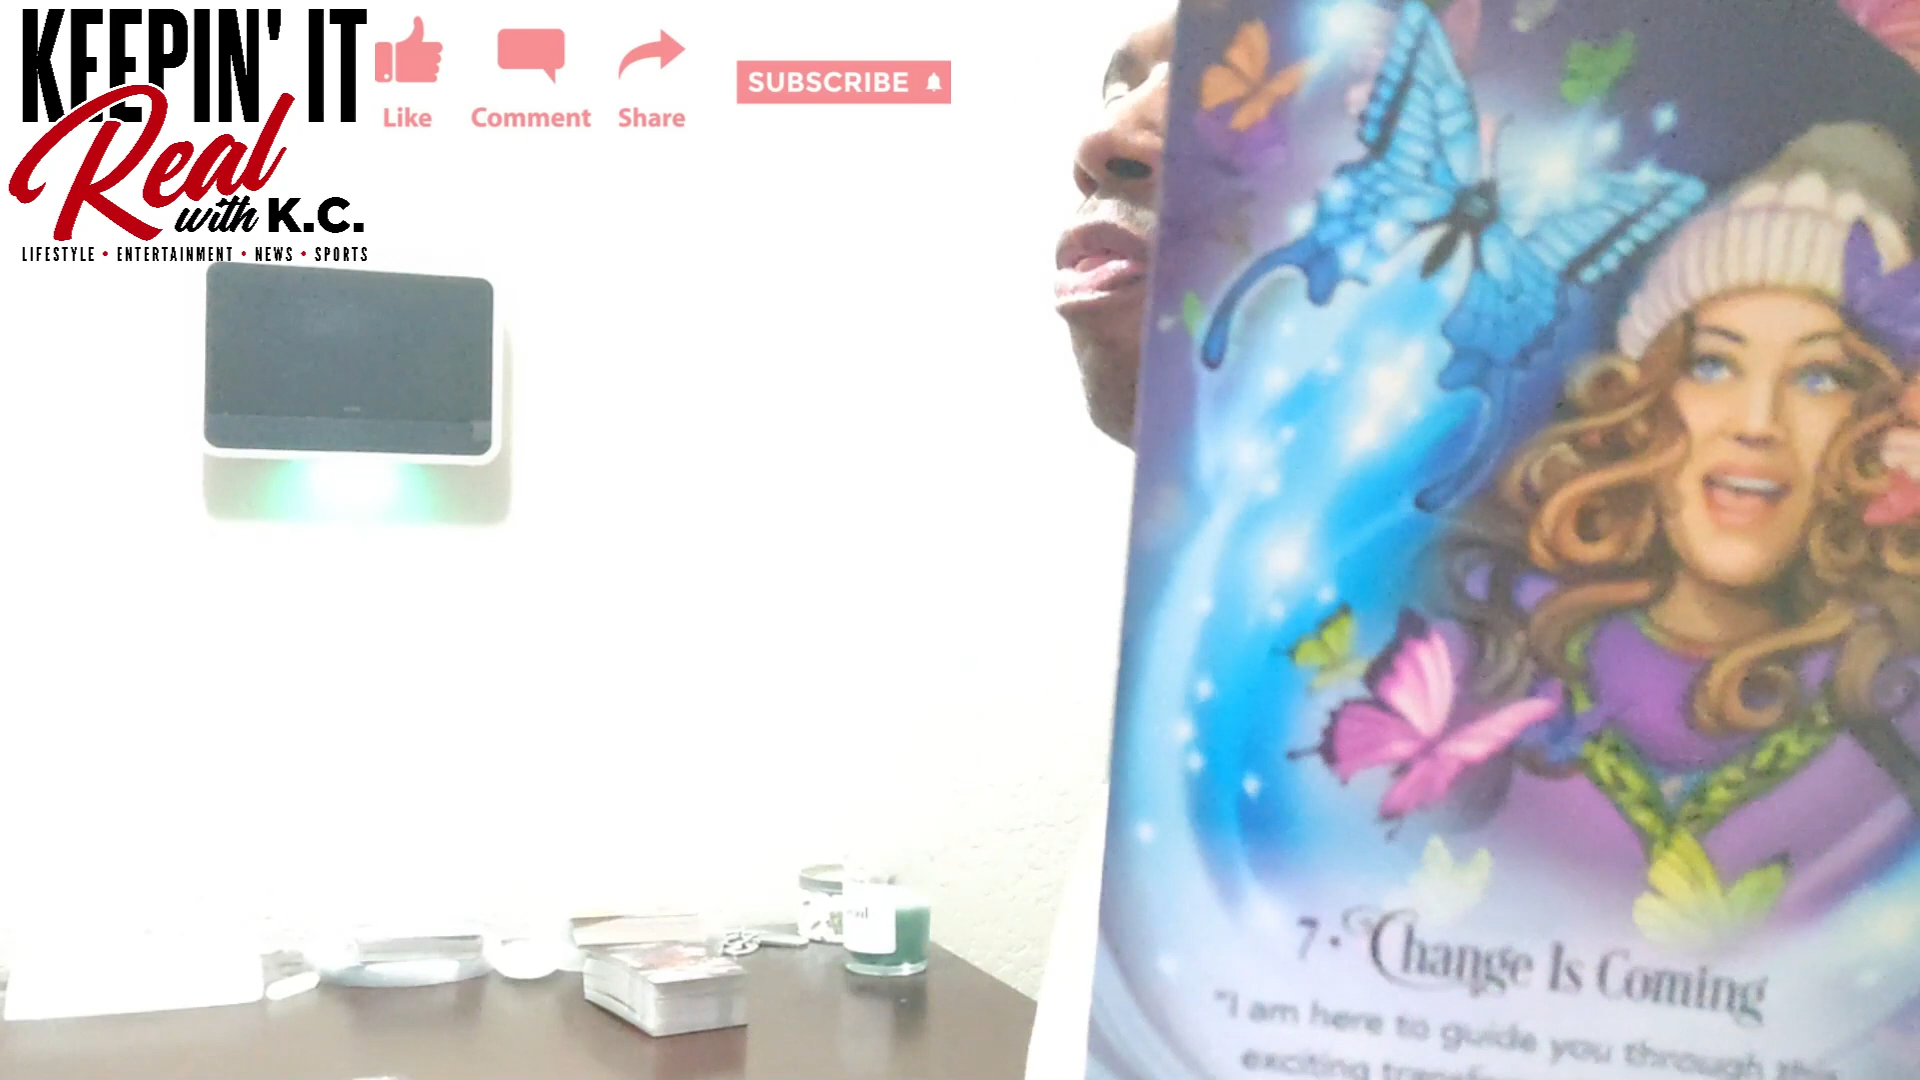 KEEPIN' IT
Real
with K.C.
LIFESTYLE • ENTERTAINMENT • NEWS • SPORTS
Like Comment Share
SUBSCRIBE
7 • Change Is Coming
"I am here to guide you through this
exciting